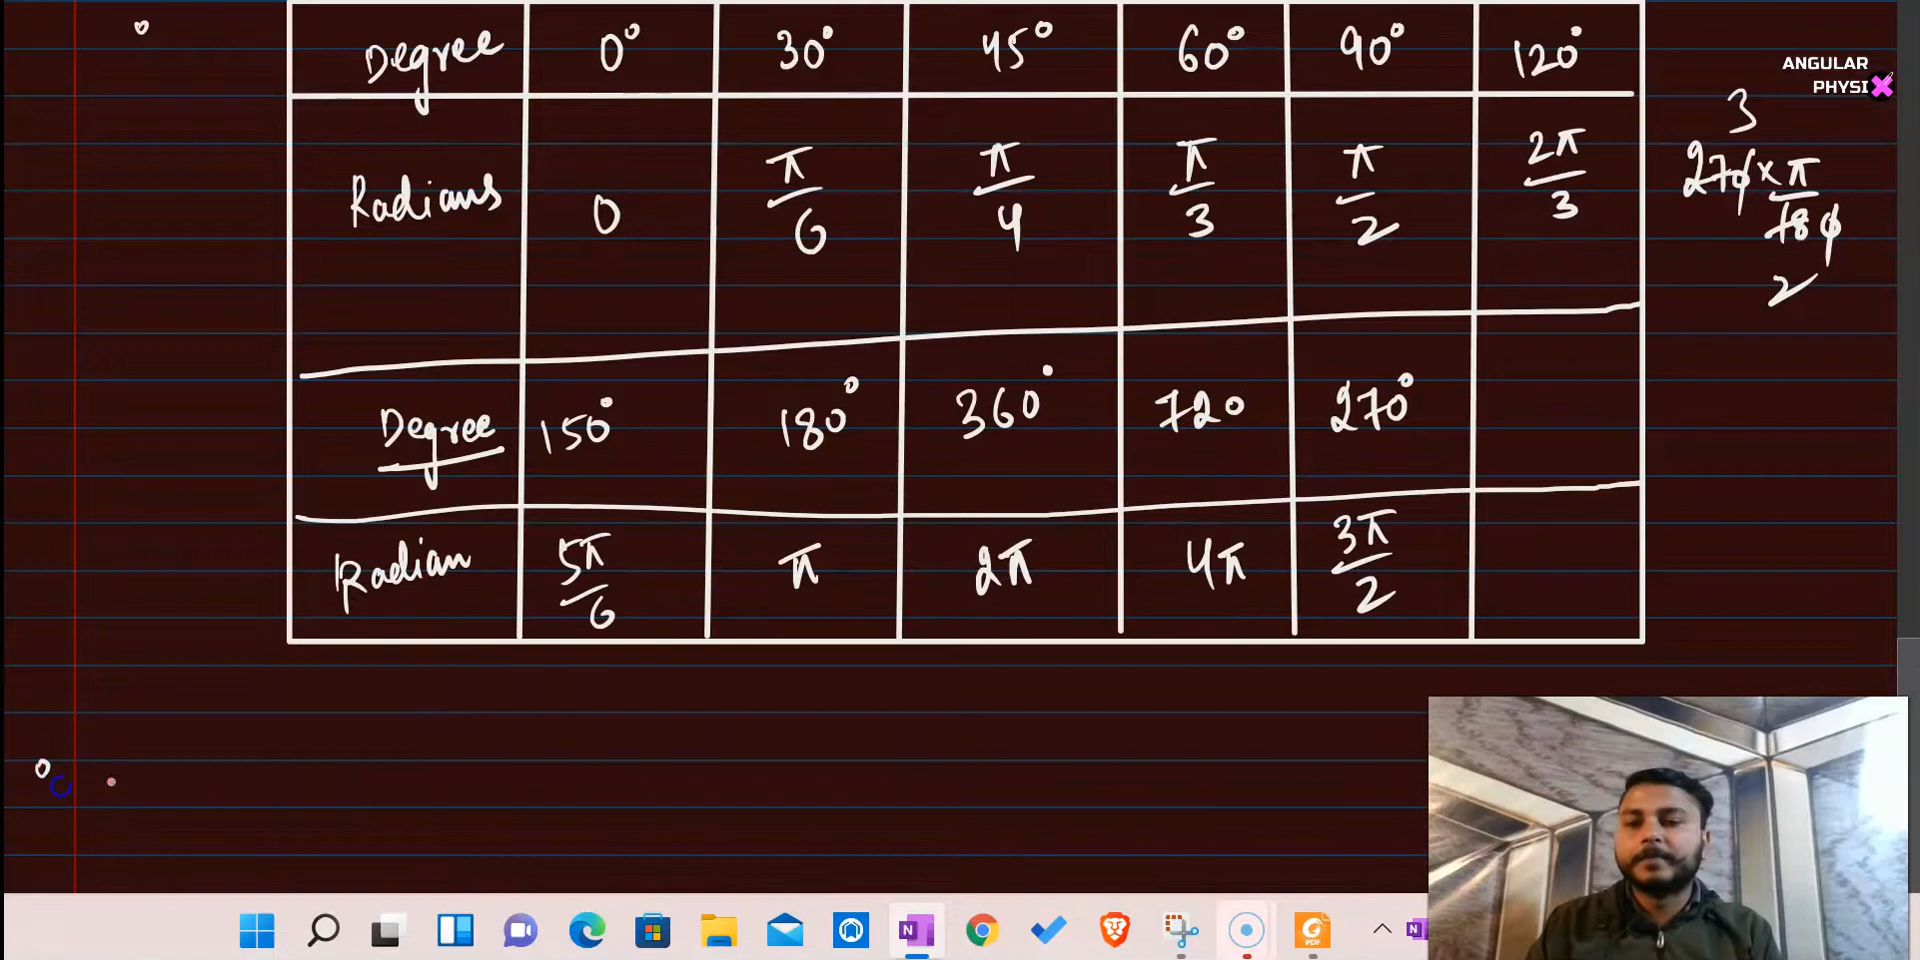 Degree 0° 30° 45° 60° 90° 120°
Radians 0 π/6 π/4 π/3 π/2 2π/3
Degree 150° 180° 360° 720 270°
Radian 5π/6 π 2π 4π 3π/2
ANGULAR
PHYSI
3
270 × π
180
2
N
PDF
N